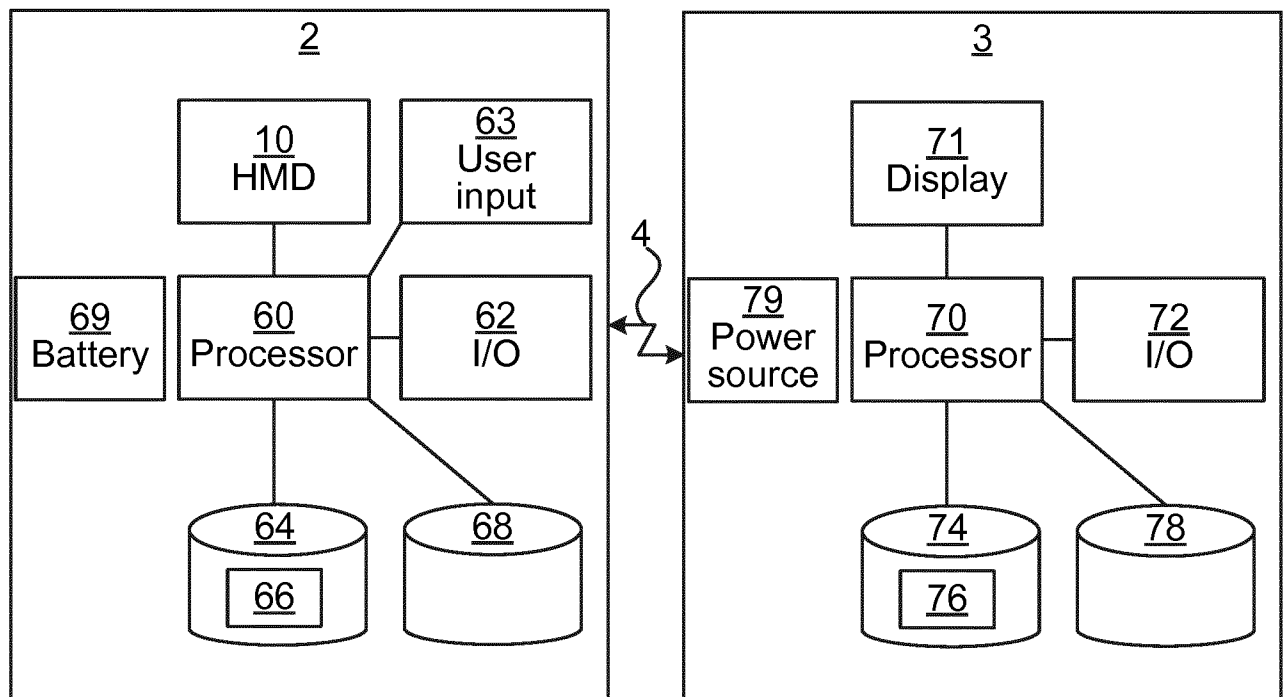 2
10
HMD
63
User
input
69
Battery
60
Processor
62
I/O
64
66
68
4
3
71
Display
79
Power
source
70
Processor
72
I/O
74
76
78